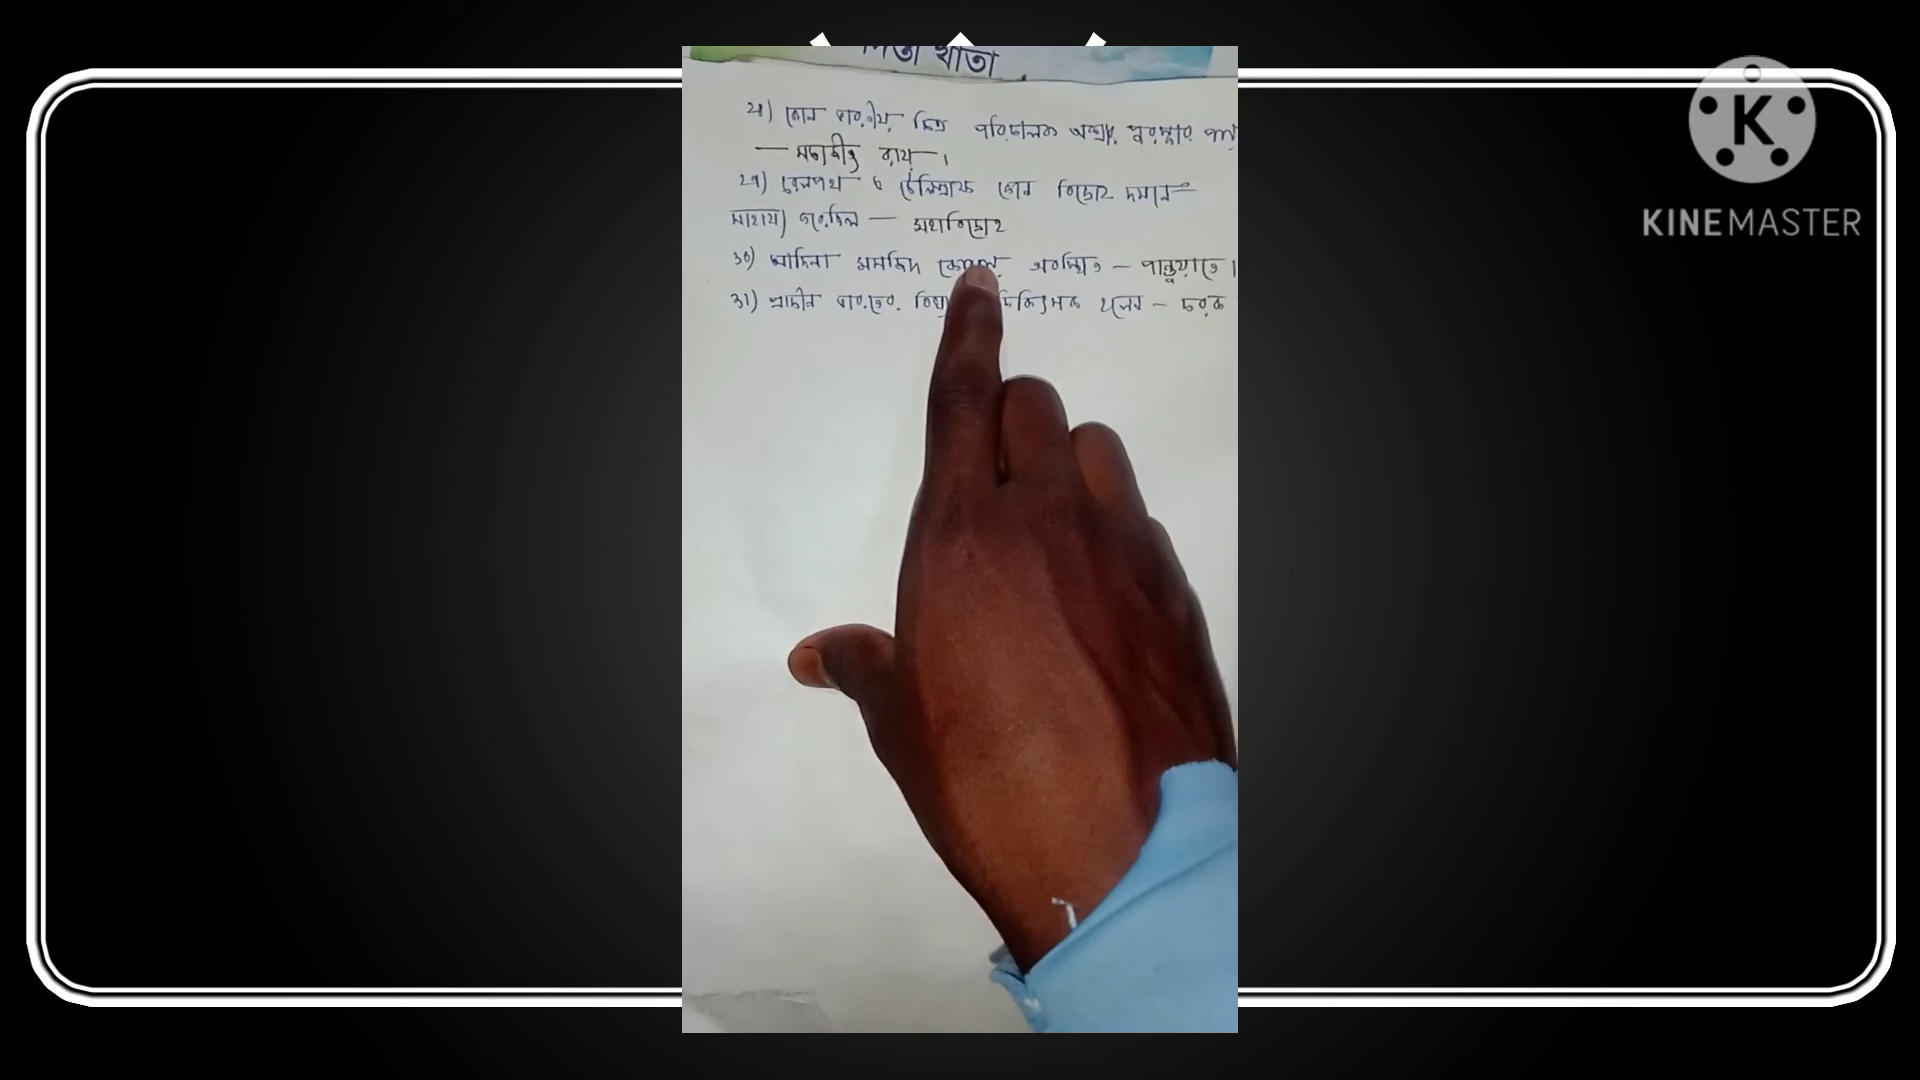 মিতা খাতা
২৮) কোন ভারতীয় চিত্র পরিচালক অস্কার পুরস্কার পান
— সত্যজীৎ রায়।
২৯) রেলপথ ও টেলিগ্রাফ কোন বিদ্রোহ দমনে
সাহায্য করেছিল — মহাবিদ্রোহ
৩০) আদিনা মসজিদ কোথায় অবস্থিত — পান্ডুয়াতে।
৩১) প্রাচীন ভারতের চিকিৎসক হলেন — চরক
K
KINEMASTER